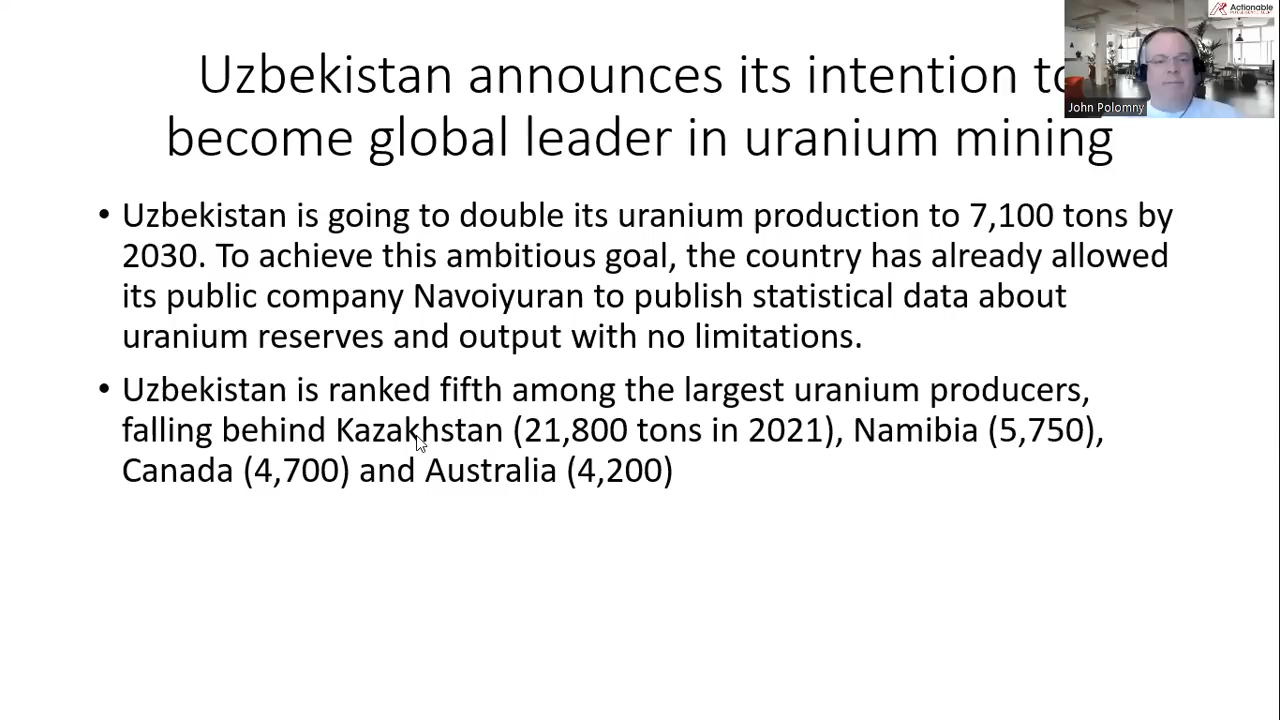 Uzbekistan announces its intention to
become global leader in uranium mining
• Uzbekistan is going to double its uranium production to 7,100 tons by
2030. To achieve this ambitious goal, the country has already allowed
its public company Navoiyuran to publish statistical data about
uranium reserves and output with no limitations.
• Uzbekistan is ranked fifth among the largest uranium producers,
falling behind Kazakhstan (21,800 tons in 2021), Namibia (5,750),
Canada (4,700) and Australia (4,200)
Actionable
John Polomny